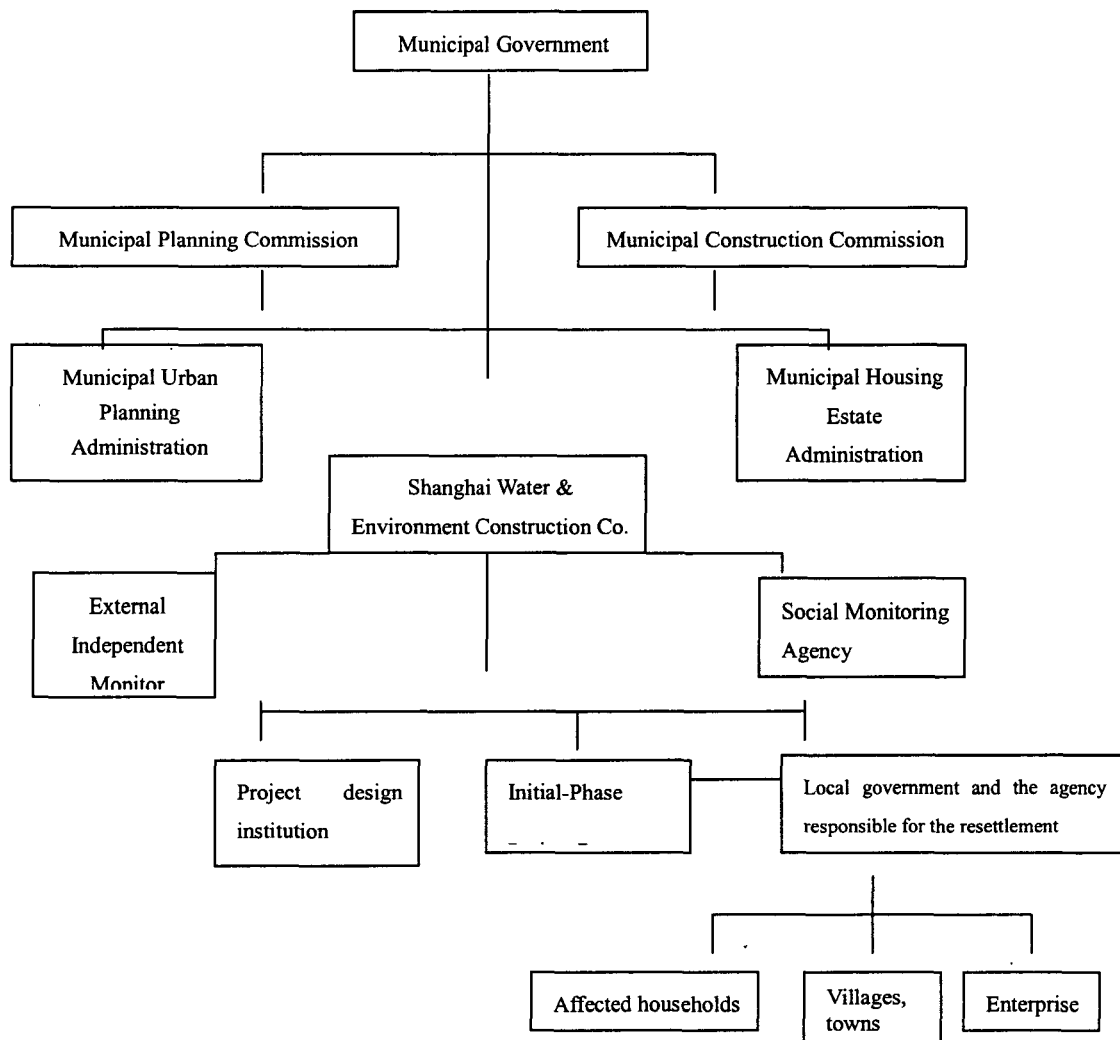 Municipal Government
Municipal Planning Commission
Municipal Construction Commission
Municipal Urban
Planning
Administration
Municipal Housing
Estate
Administration
Shanghai Water &
Environment Construction Co.
External
Independent
Monitor
Social Monitoring
Agency
Project design
institution
Initial-Phase
Local government and the agency
responsible for the resettlement
Affected households
Villages,
towns
Enterprise